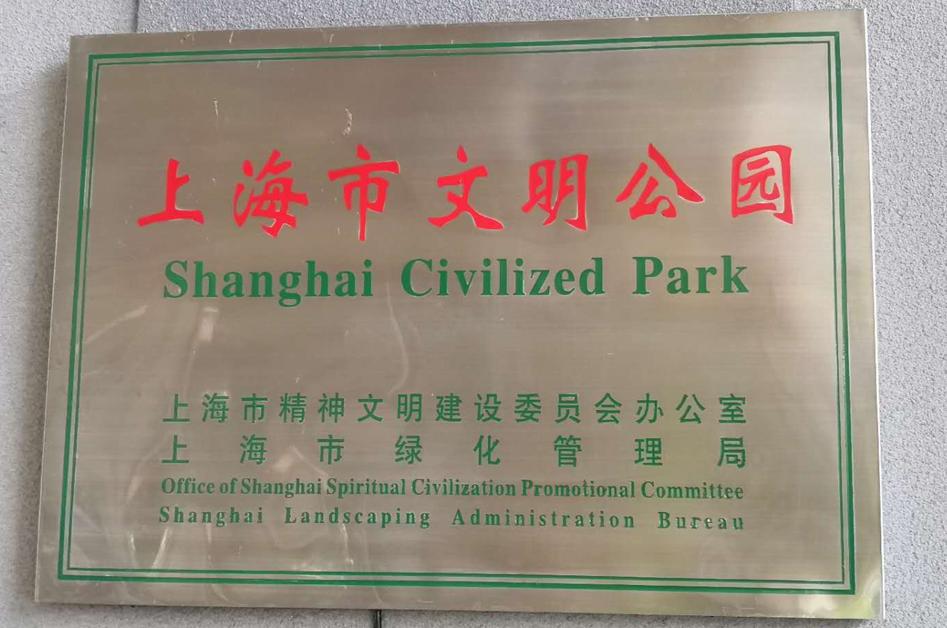 上海市文明公园
Shanghai Civilized Park
上海市精神文明建设委员会办公室
上海市绿化管理局
Office of Shanghai Spiritual Civilization Promotional Committee
Shanghai Landscaping Administration Bureau